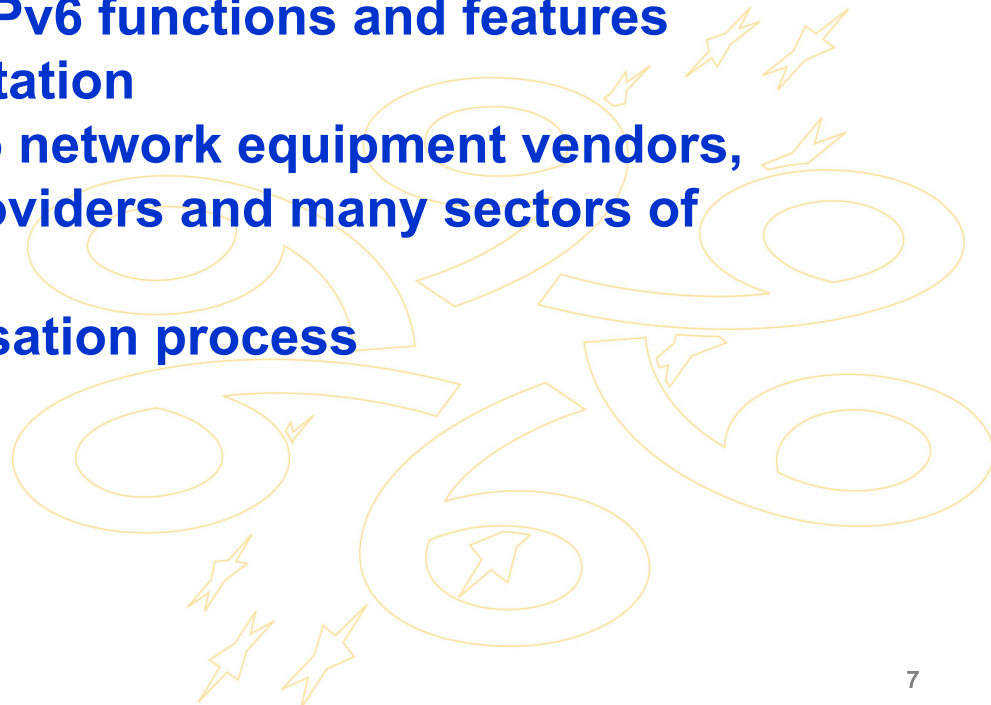 Pv6 functions and features
tation
network equipment vendors,
oviders and many sectors of
sation process
7